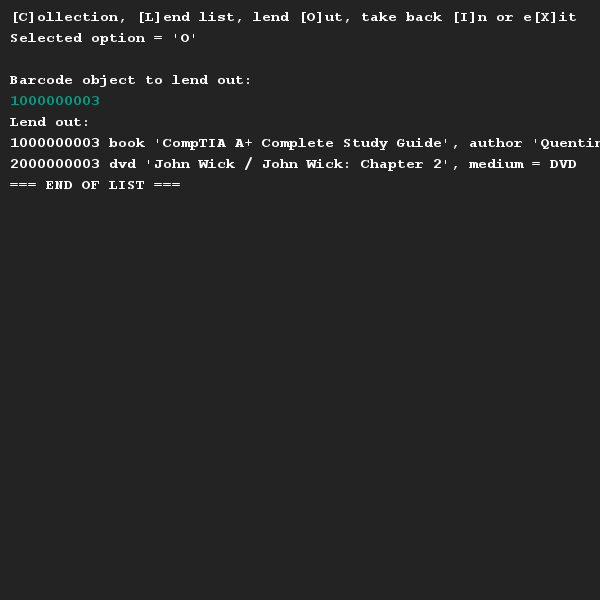 [C]ollection, [L]end list, lend [O]ut, take back [I]n or e[X]it
Selected option = 'O'
Barcode object to lend out:
1000000003
Lend out:
1000000003 book 'CompTIA A+ Complete Study Guide', author 'Quentin
2000000003 dvd 'John Wick / John Wick: Chapter 2', medium = DVD
=== END OF LIST ===